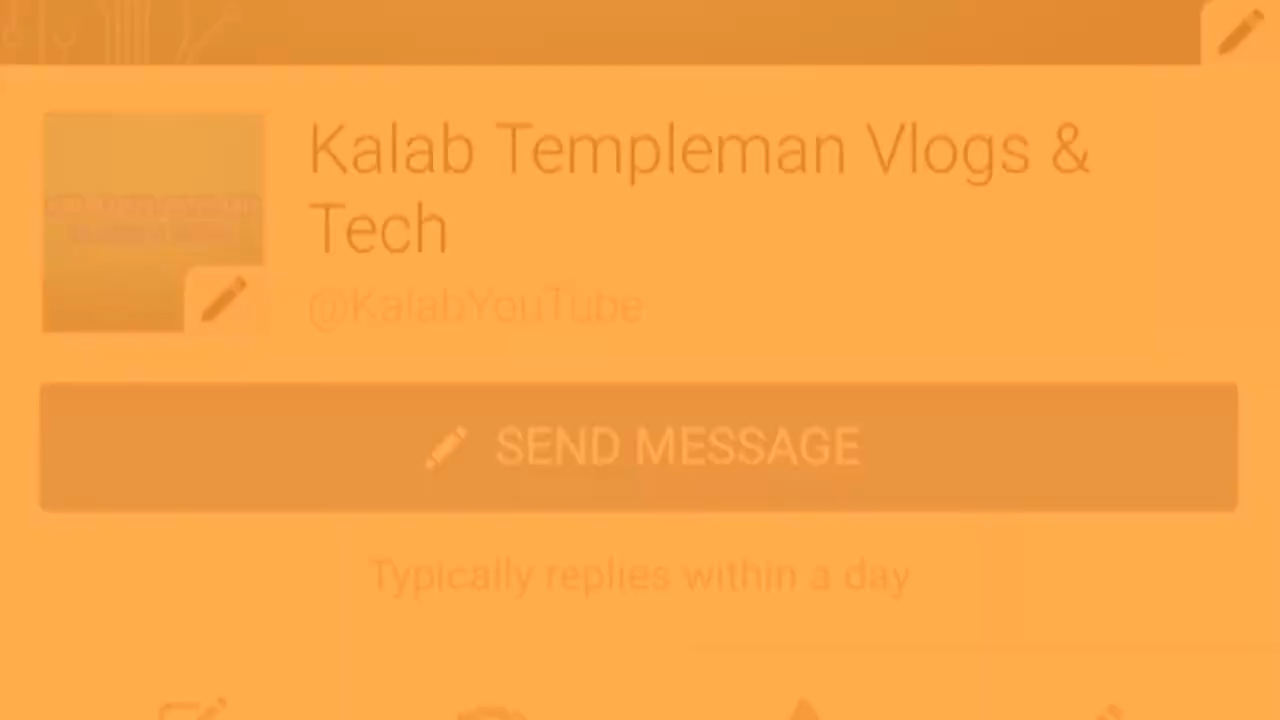 Kalab Templeman Vlogs &
Tech
@KalabYouTube
SEND MESSAGE
Typically replies within a day